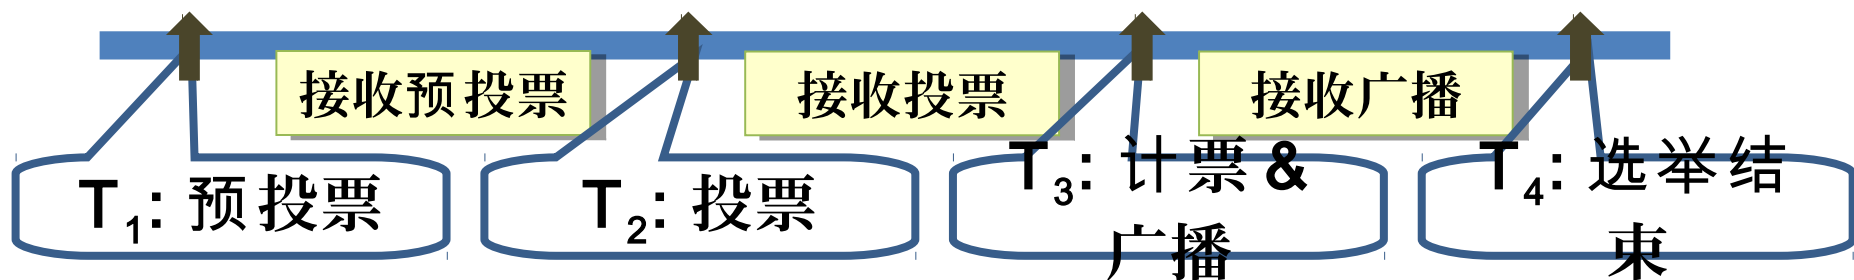 接收预投票
接收投票
接收广播
T1: 预投票
T2: 投票
T3: 计票 &
广播
T4: 选举结
束